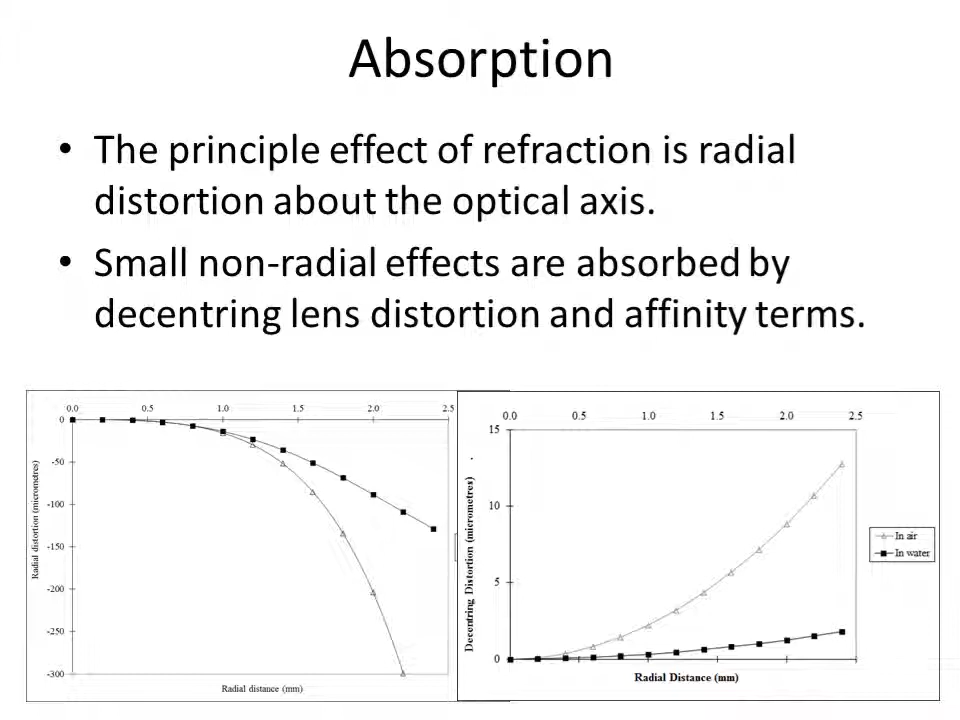 Absorption
• The principle effect of refraction is radial
distortion about the optical axis.
• Small non-radial effects are absorbed by
decentring lens distortion and affinity terms.
0.0 0.5 1.0 1.5 2.0 2.5
0
-50
-100
-150
-200
-250
-300
Radial distortion (micrometres)
Radial distance (mm)
0.0 0.5 1.0 1.5 2.0 2.5
15
10
5
0
Decentring Distortion (micrometres)
Radial Distance (mm)
In air
In water